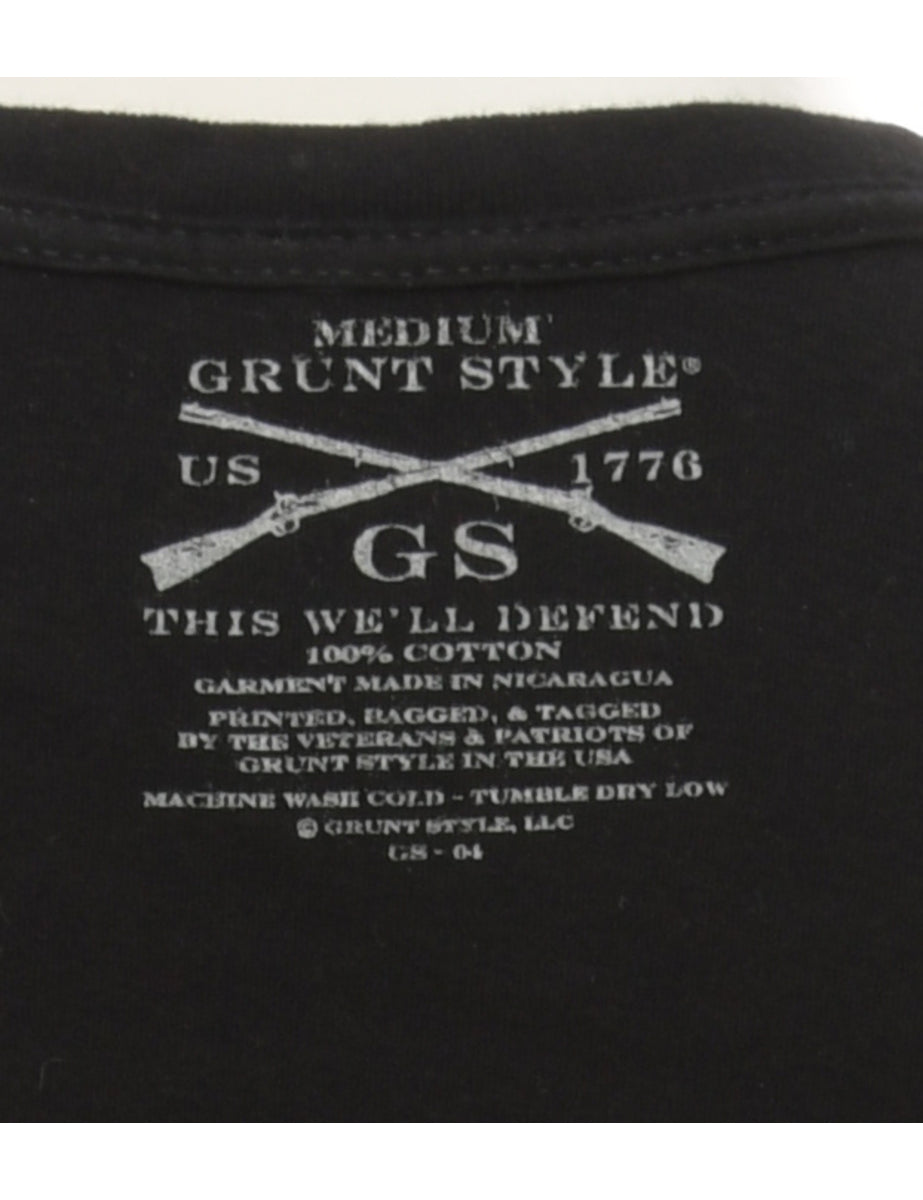 MEDIUM
GRUNT STYLE®
US 1776
GS
THIS WE'LL DEFEND
100% COTTON
GARMENT MADE IN NICARAGUA
PRINTED, BAGGED, & TAGGED
BY THE VETERANS & PATRIOTS OF
GRUNT STYLE IN THE USA
MACHINE WASH COLD - TUMBLE DRY LOW
© GRUNT STYLE, LLC
GS - 04